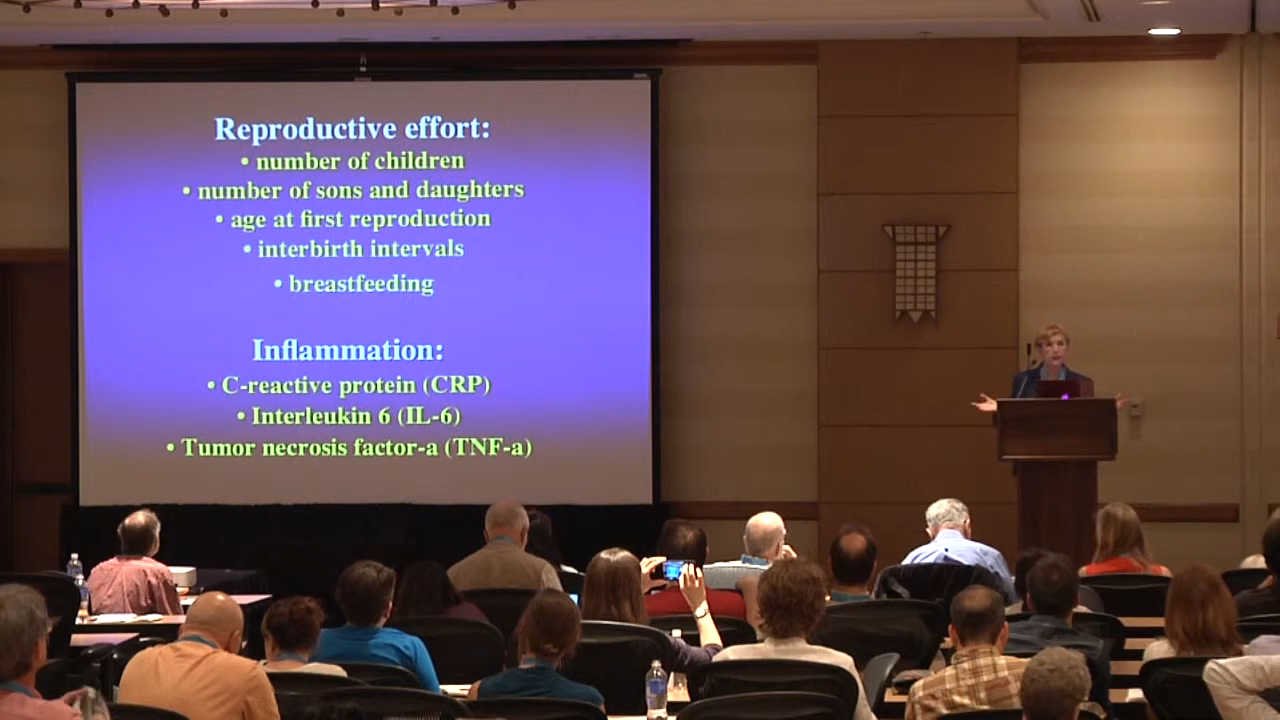 Reproductive effort:
• number of children
• number of sons and daughters
• age at first reproduction
• interbirth intervals
• breastfeeding
Inflammation:
• C-reactive protein (CRP)
• Interleukin 6 (IL-6)
• Tumor necrosis factor-a (TNF-a)